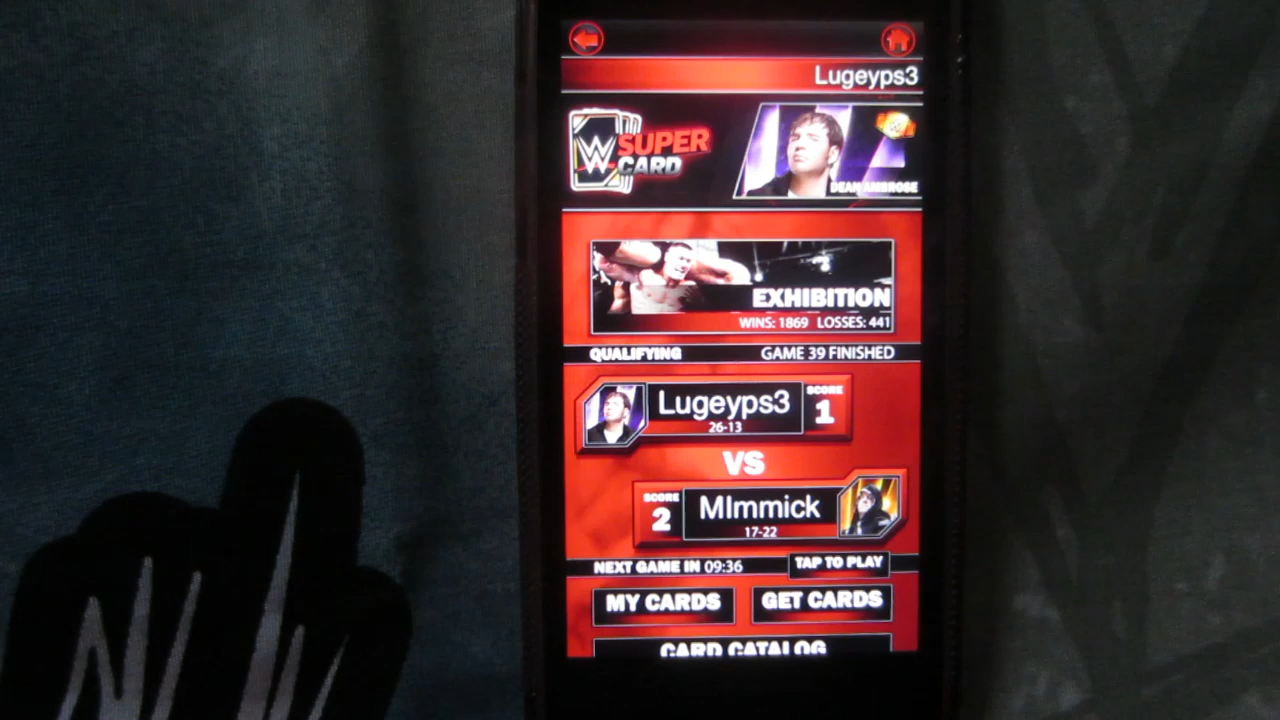 Lugeyps3
W SUPER
CARD
DEAN AMBROSE
EXHIBITION
WINS: 1869 LOSSES: 441
QUALIFYING GAME 39 FINISHED
Lugeyps3
26-13
SCORE
1
VS
SCORE
2
MImmick
17-22
NEXT GAME IN 09:36 TAP TO PLAY
MY CARDS GET CARDS
CARD CATALOG